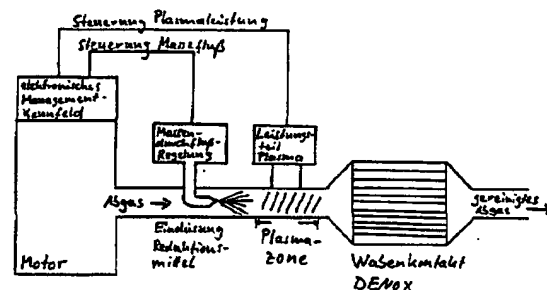 Steuerung Plasmaleistung
Steuerung Massefluß
elektronisches
Management-
Kennfeld
Massen-
durchfluß-
Regelung
Leistungs-
teil
Plasma
Abgas
Eindüsung
Reduktions-
mittel
Plasma-
zone
gereinigtes
Abgas
Motor
Wabenkontakt
DENOX